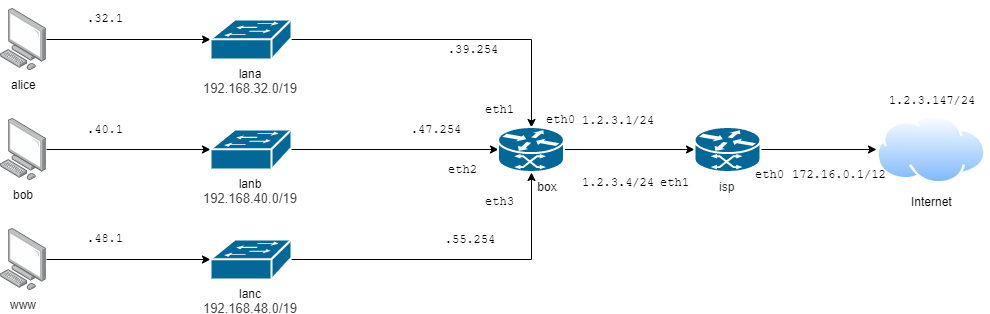 .32.1
.39.254
alice
lana
192.168.32.0/19
1.2.3.147/24
eth1
eth0 1.2.3.1/24
.40.1
.47.254
bob
lanb
192.168.40.0/19
eth2
box
1.2.3.4/24 eth1
isp
eth0 172.16.0.1/12
Internet
eth3
.48.1
.55.254
www
lanc
192.168.48.0/19